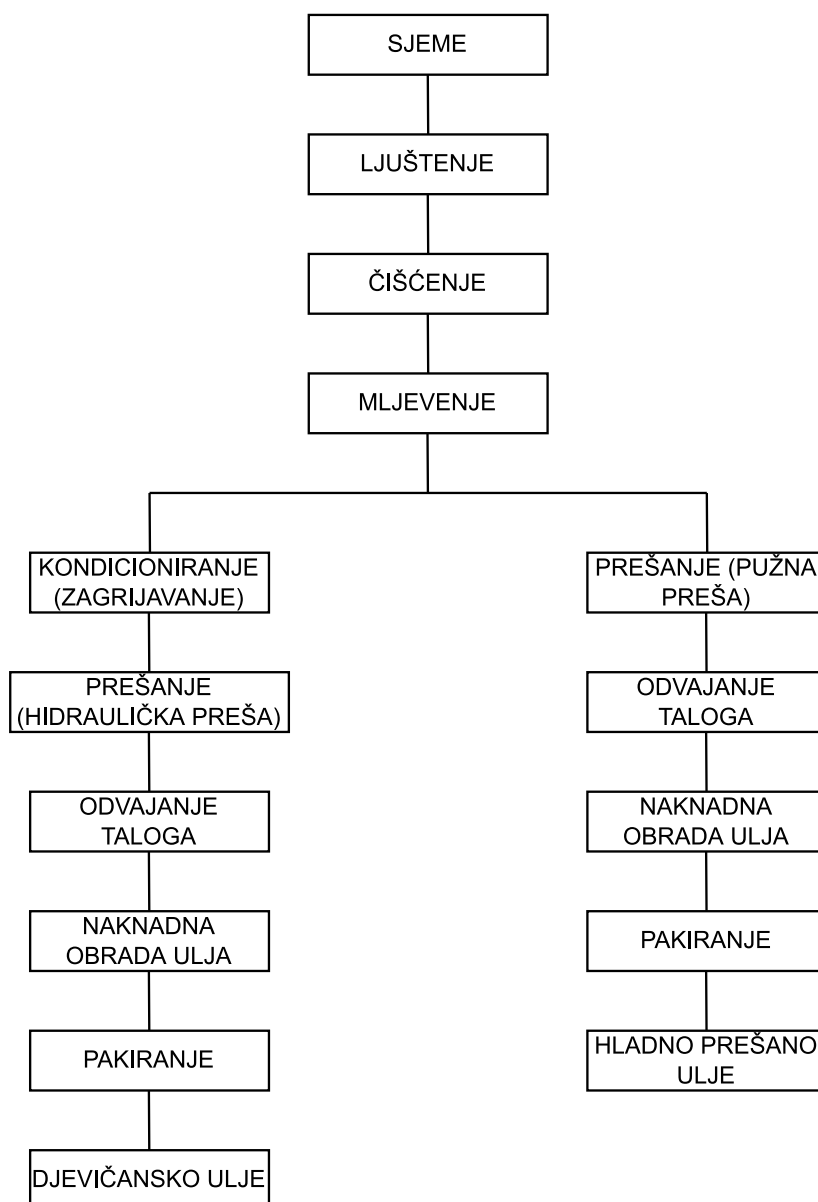 SJEME
LJUŠTENJE
ČIŠĆENJE
MLJEVENJE
KONDICIONIRANJE
(ZAGRIJAVANJE)
PREŠANJE
(HIDRAULIČKA PREŠA)
ODVAJANJE
TALOGA
NAKNADNA
OBRADA ULJA
PAKIRANJE
DJEVIČANSKO ULJE
PREŠANJE (PUŽNA
PREŠA)
ODVAJANJE
TALOGA
NAKNADNA
OBRADA ULJA
PAKIRANJE
HLADNO PREŠANO
ULJE